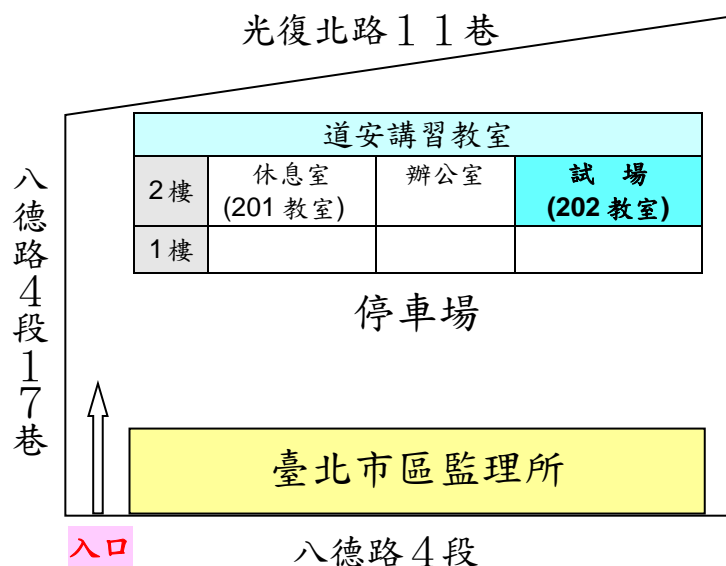 光復北路１１巷
道安講習教室
2樓
休息室
(201 教室)
辦公室
試 場
(202 教室)
1樓
八德路4段17巷
停車場
臺北市區監理所
入口
八德路４段